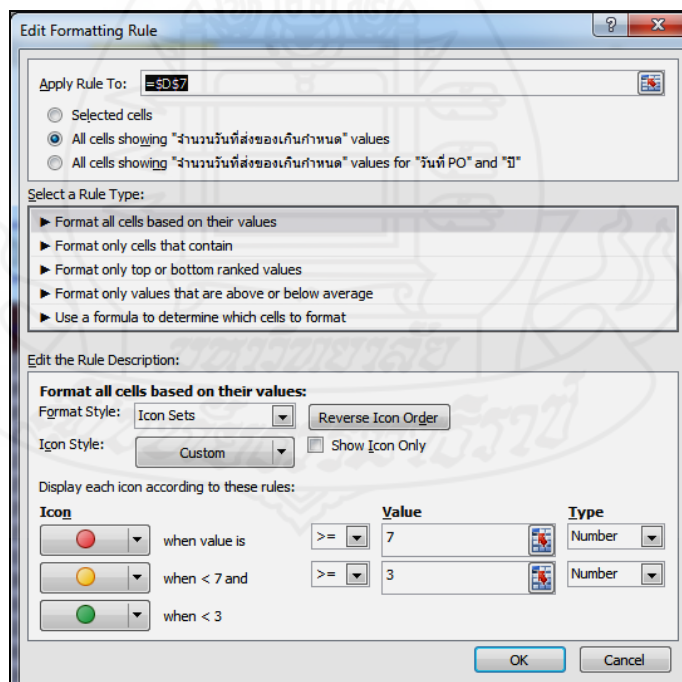 Edit Formatting Rule
Apply Rule To: =$D$7
Selected cells
All cells showing "จำนวนวันที่ส่งของเกินกำหนด" values
All cells showing "จำนวนวันที่ส่งของเกินกำหนด" values for "วันที่ PO" and "ปี"
Select a Rule Type:
► Format all cells based on their values
► Format only cells that contain
► Format only top or bottom ranked values
► Format only values that are above or below average
► Use a formula to determine which cells to format
Edit the Rule Description:
Format all cells based on their values:
Format Style: Icon Sets Reverse Icon Order
Icon Style: Custom Show Icon Only
Display each icon according to these rules:
Icon Value Type
when value is >= 7 Number
when < 7 and >= 3 Number
when < 3
OK Cancel